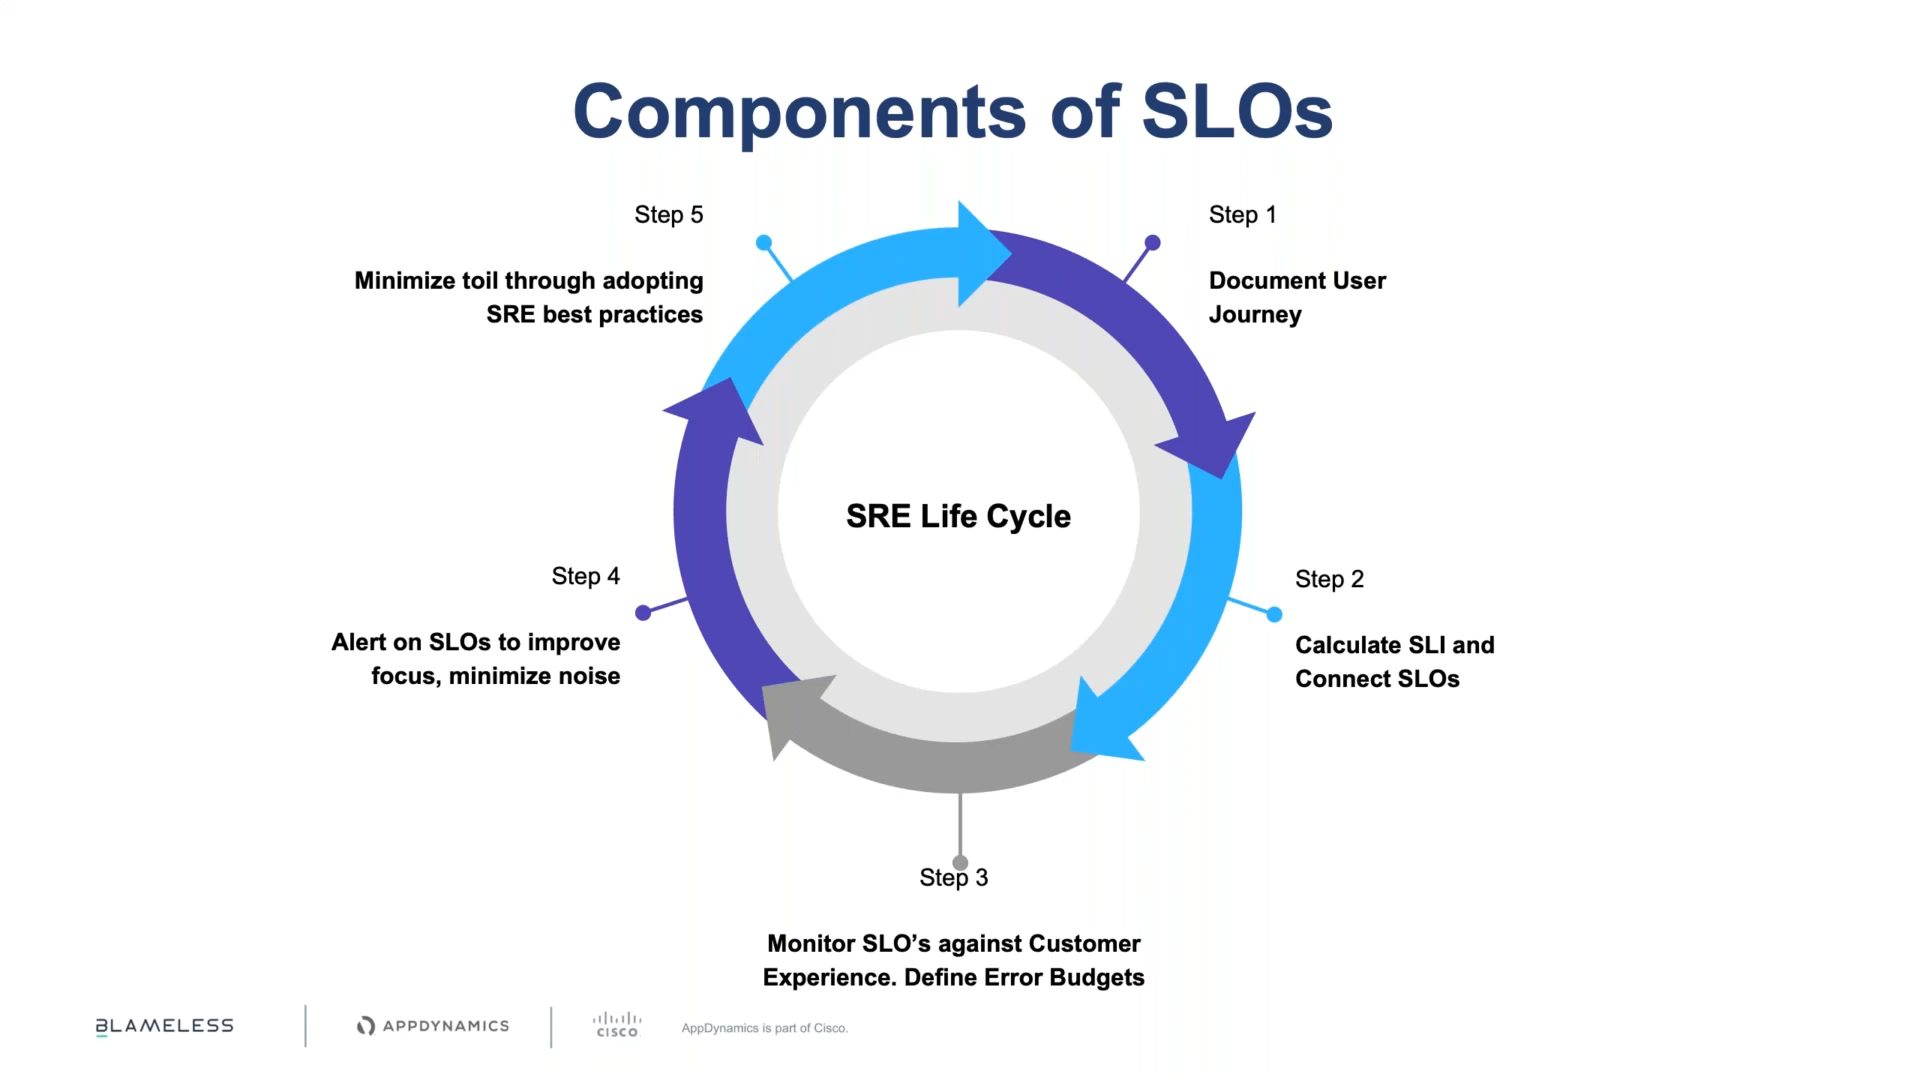 Components of SLOs
Step 1
Document User
Journey
Step 2
Calculate SLI and
Connect SLOs
Step 3
Monitor SLO’s against Customer
Experience. Define Error Budgets
Step 4
Alert on SLOs to improve
focus, minimize noise
Step 5
Minimize toil through adopting
SRE best practices
SRE Life Cycle
BLAMELESS
APPDYNAMICS
CISCO
AppDynamics is part of Cisco.